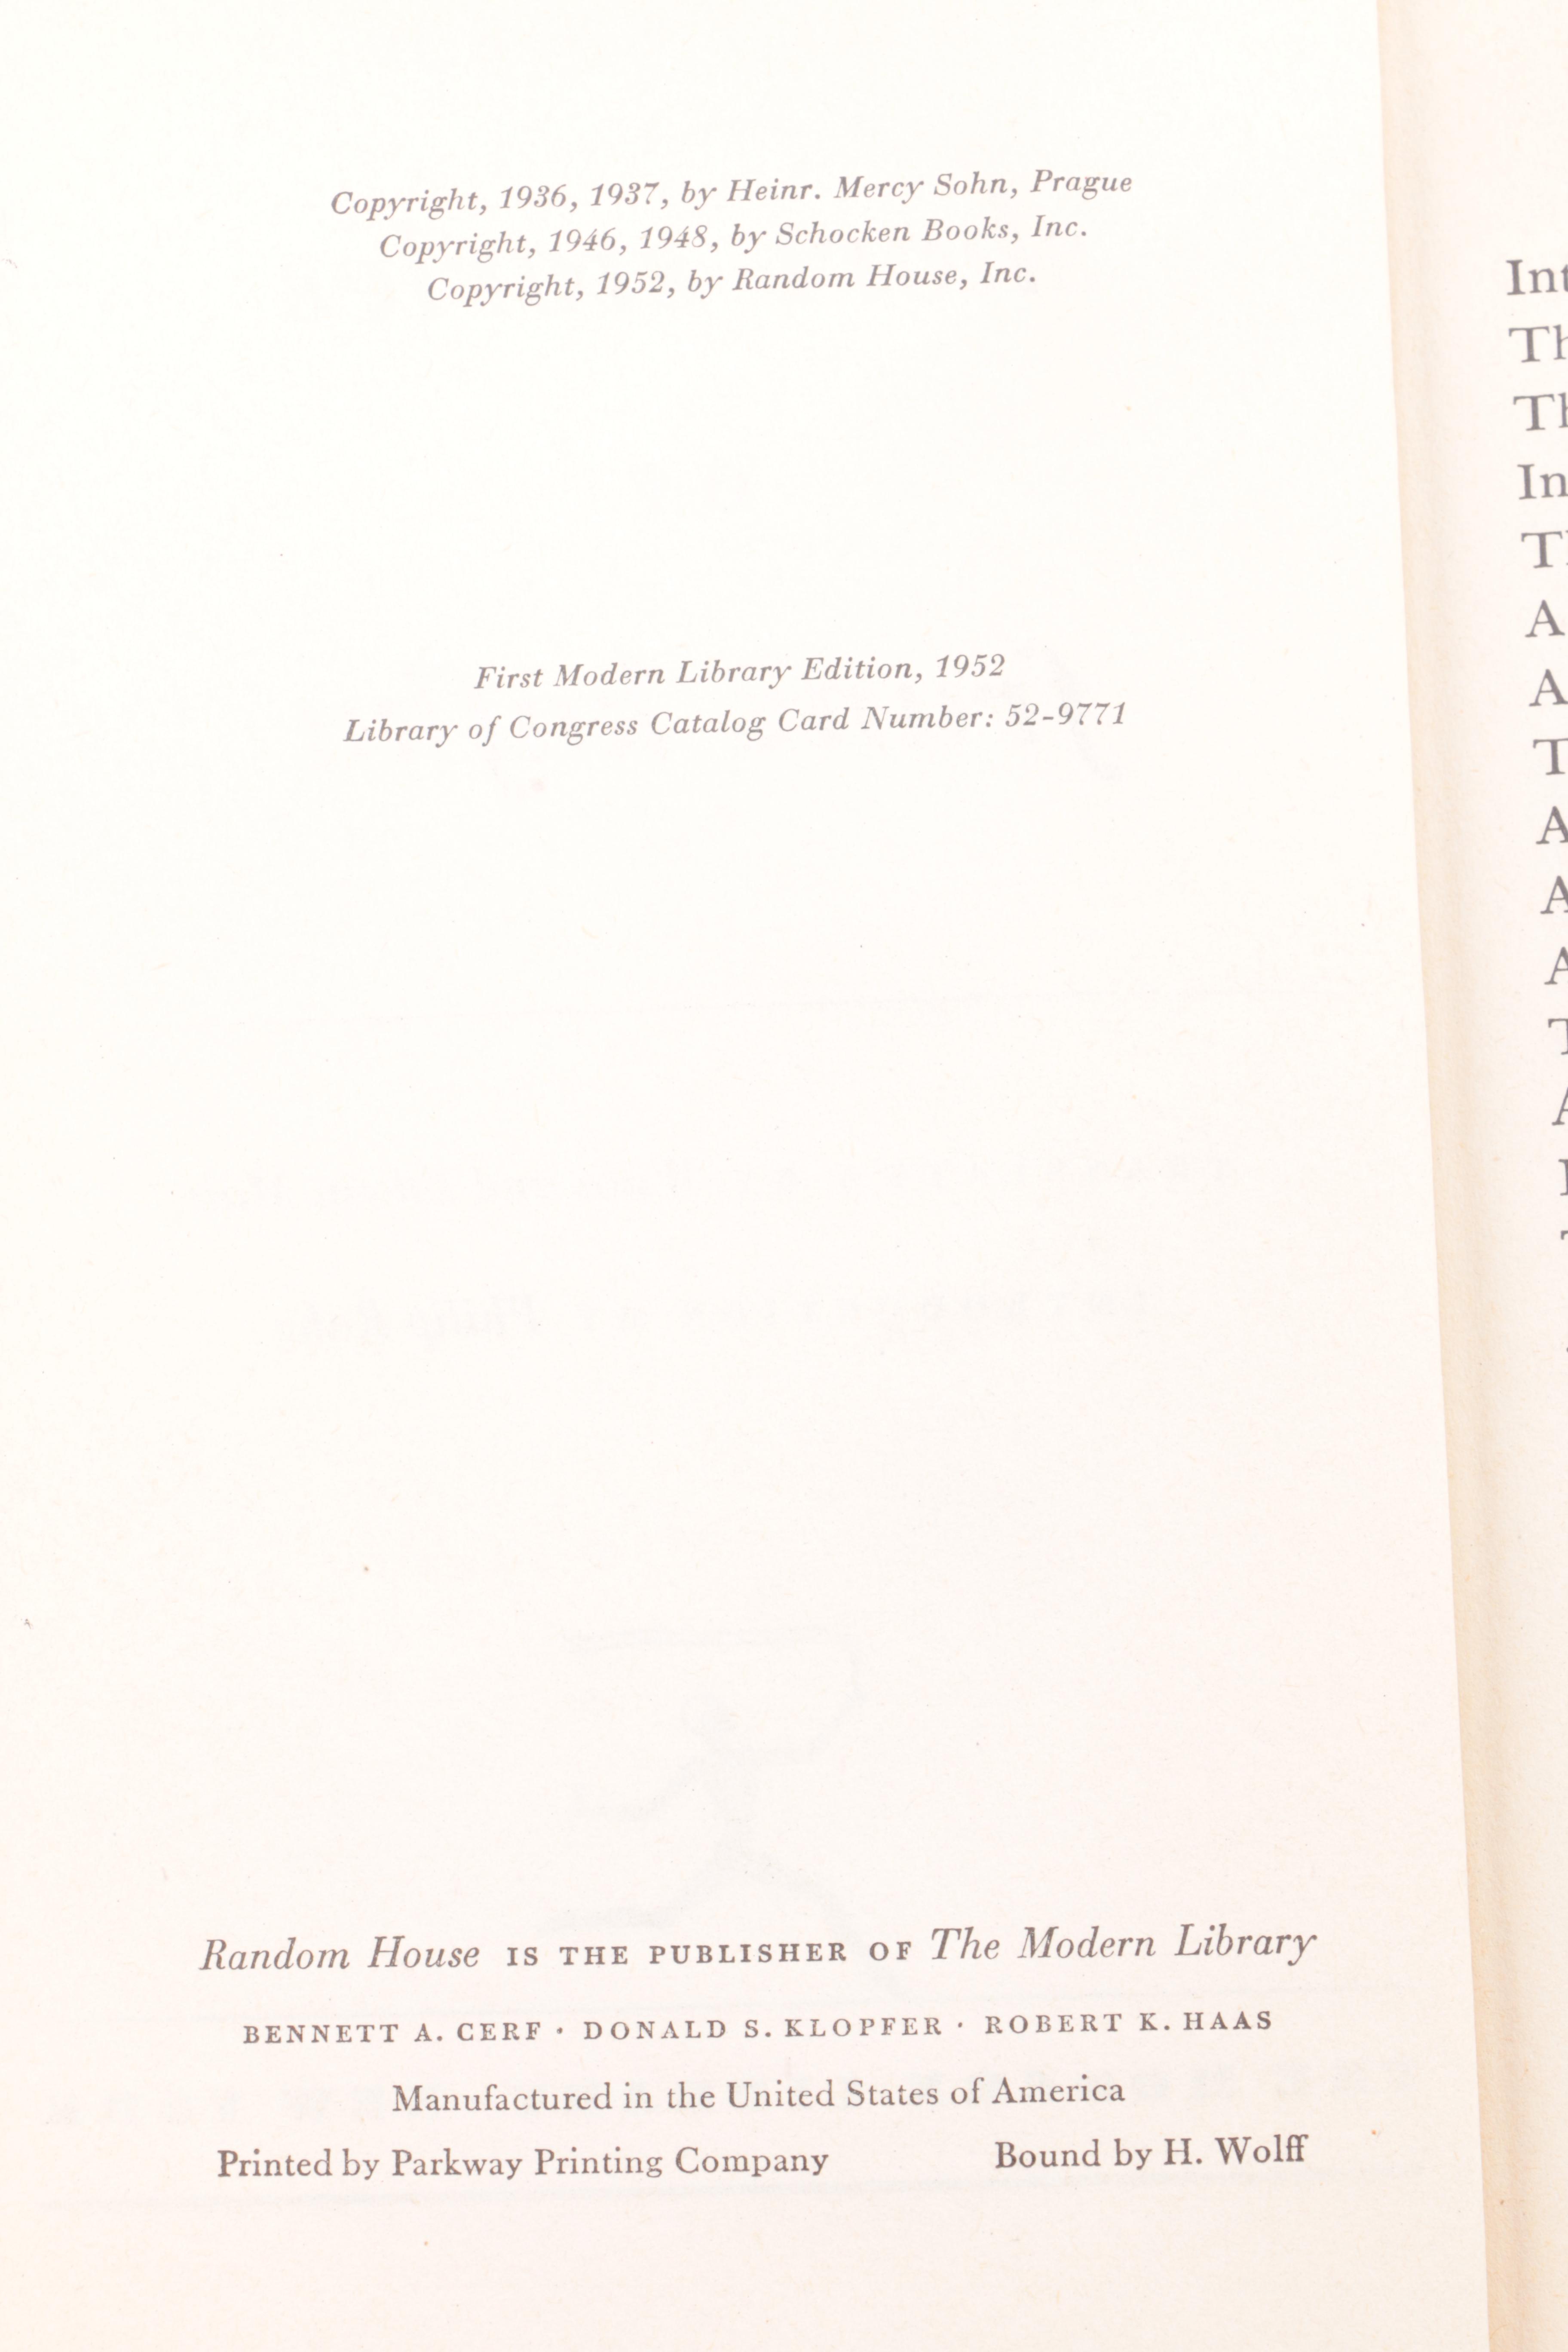 Copyright, 1936, 1937, by Heinr. Mercy Sohn, Prague
Copyright, 1946, 1948, by Schocken Books, Inc.
Copyright, 1952, by Random House, Inc.
First Modern Library Edition, 1952
Library of Congress Catalog Card Number: 52-9771
Random House IS THE PUBLISHER OF The Modern Library
BENNETT A. CERF · DONALD S. KLOPFER · ROBERT K. HAAS
Manufactured in the United States of America
Printed by Parkway Printing Company Bound by H. Wolff